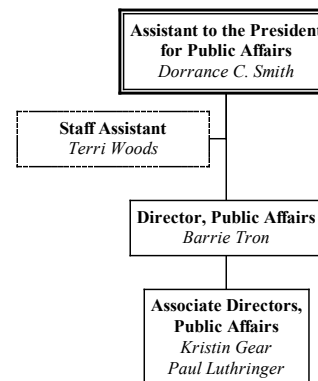 Assistant to the President
for Public Affairs
Dorrance C. Smith
Staff Assistant
Terri Woods
Director, Public Affairs
Barrie Tron
Associate Directors,
Public Affairs
Kristin Gear
Paul Luthringer